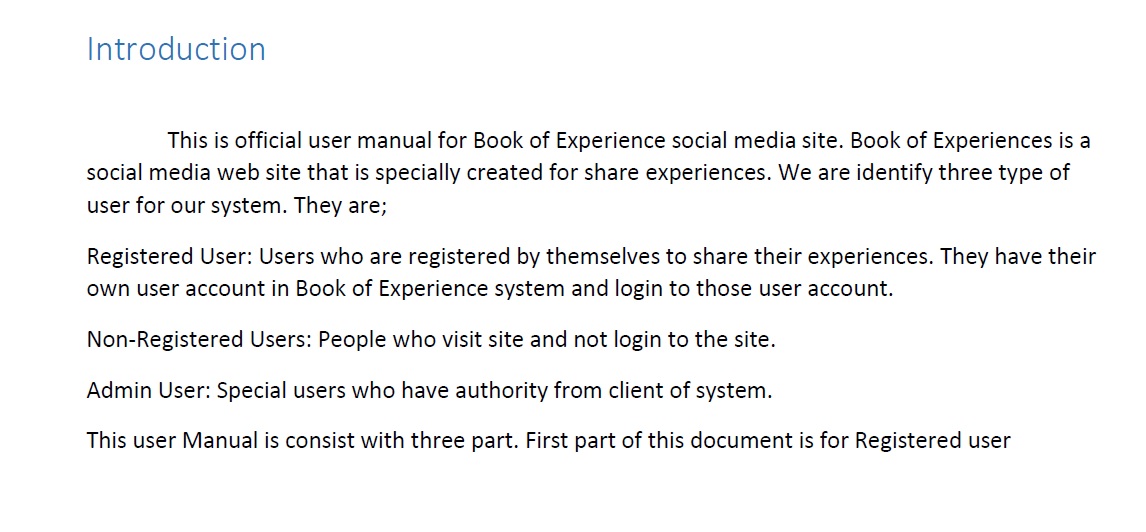 Introduction
This is official user manual for Book of Experience social media site. Book of Experiences is a
social media web site that is specially created for share experiences. We are identify three type of
user for our system. They are;
Registered User: Users who are registered by themselves to share their experiences. They have their
own user account in Book of Experience system and login to those user account.
Non-Registered Users: People who visit site and not login to the site.
Admin User: Special users who have authority from client of system.
This user Manual is consist with three part. First part of this document is for Registered user